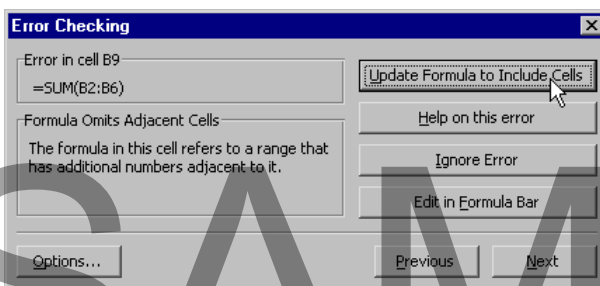 Error Checking
Error in cell B9
=SUM(B2:B6)
Formula Omits Adjacent Cells
The formula in this cell refers to a range that
has additional numbers adjacent to it.
Update Formula to Include Cells
Help on this error
Ignore Error
Edit in Formula Bar
Options...
Previous
Next
SAM